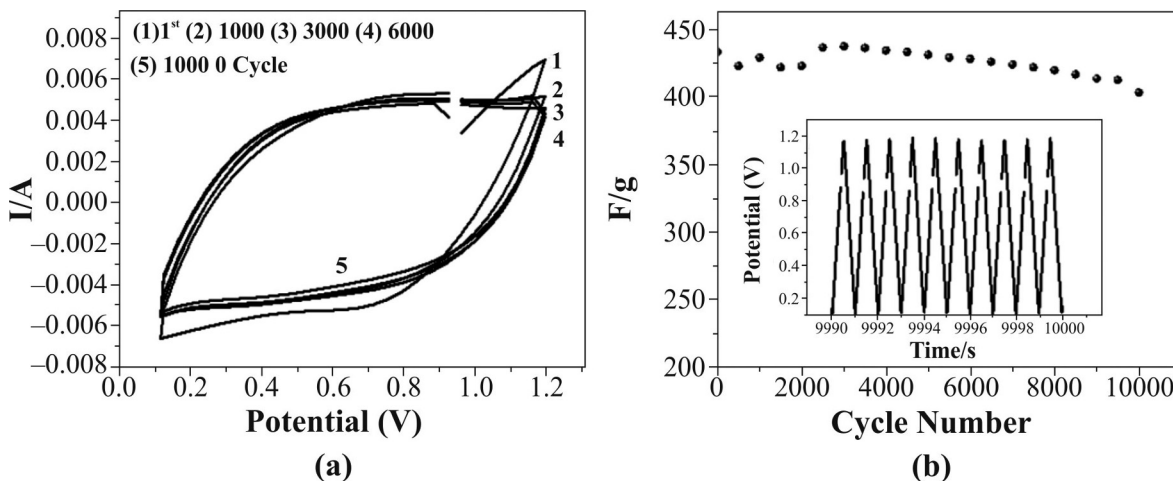 (1)1st (2) 1000 (3) 3000 (4) 6000
(5) 1000 0 Cycle
0.008
0.006
0.004
0.002
0.000
−0.002
−0.004
−0.006
−0.008
I/A
1
2
3
4
5
0.0 0.2 0.4 0.6 0.8 1.0 1.2
Potential (V)
(a)
450
400
350
300
250
200
F/g
1.2
1.0
0.8
0.6
0.4
0.2
Potential (V)
9990 9992 9994 9996 9998 10000
Time/s
0 2000 4000 6000 8000 10000
Cycle Number
(b)